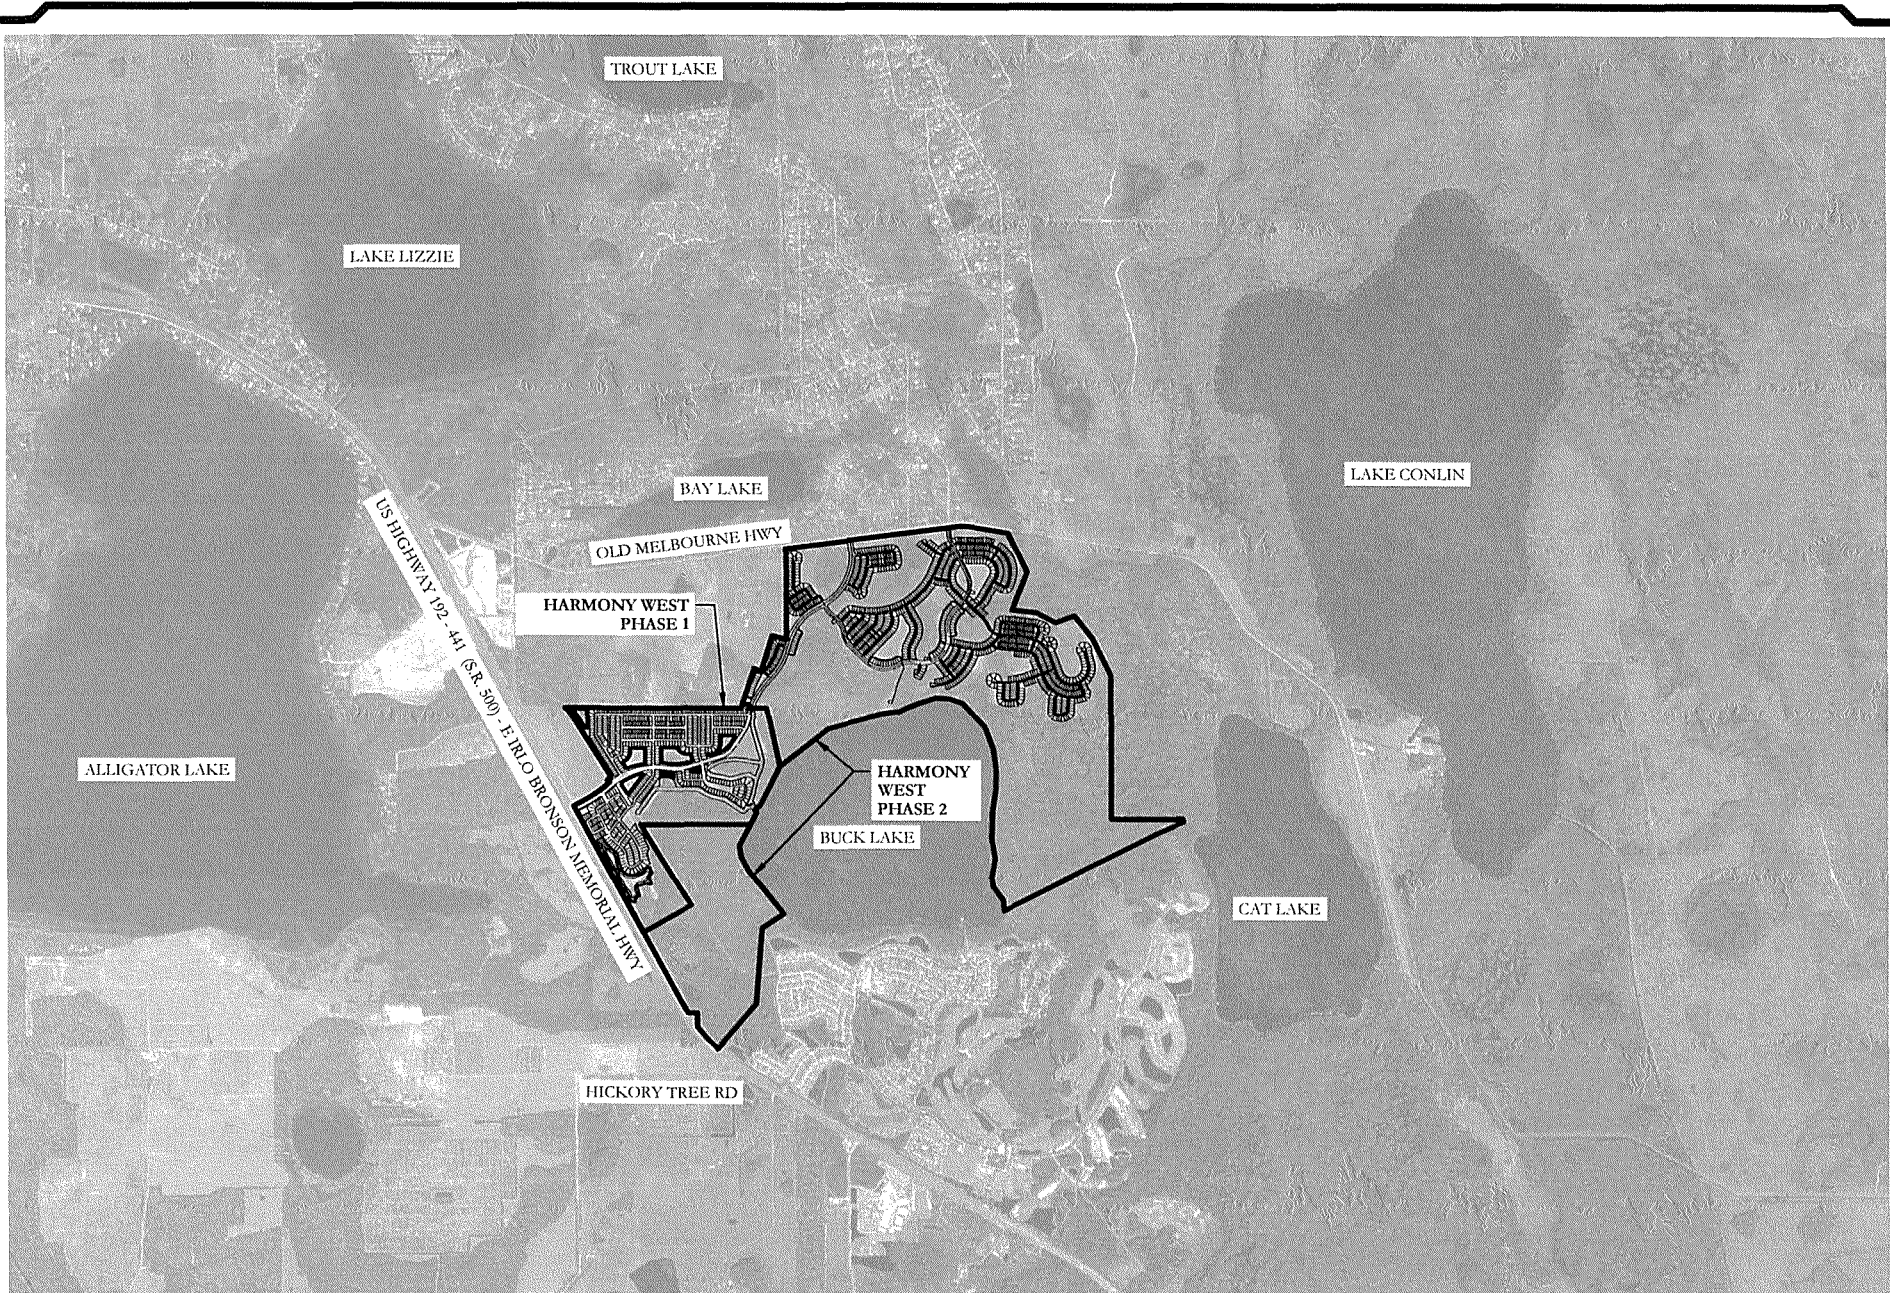 TROUT LAKE
LAKE LIZZIE
LAKE CONLIN
BAY LAKE
US HIGHWAY 192 - 441 (S.R. 500) - E IRLO BRONSON MEMORIAL HWY
OLD MELBOURNE HWY
HARMONY WEST
PHASE 1
ALLIGATOR LAKE
HARMONY
WEST
PHASE 2
BUCK LAKE
CAT LAKE
HICKORY TREE RD